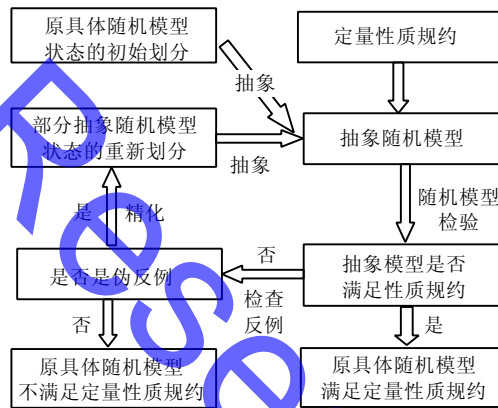 原具体随机模型
状态的初始划分
定量性质规约
抽象
部分抽象随机模型
状态的重新划分
抽象
抽象随机模型
是
精化
随机模型
检验
是否是伪反例
否
检查
反例
抽象模型是否
满足性质规约
否
是
原具体随机模型
不满足定量性质规约
原具体随机模型
满足定量性质规约
Rese